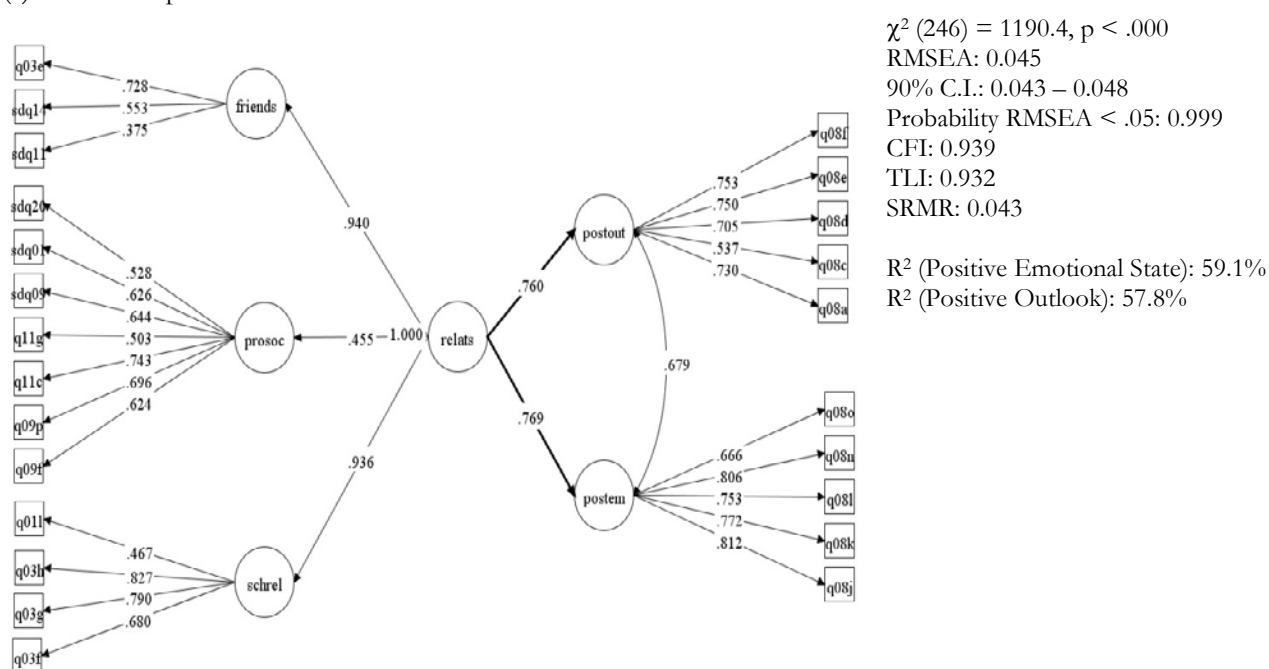 χ² (246) = 1190.4, p < .000
RMSEA: 0.045
90% C.I.: 0.043 – 0.048
Probability RMSEA < .05: 0.999
CFI: 0.939
TLI: 0.932
SRMR: 0.043
R² (Positive Emotional State): 59.1%
R² (Positive Outlook): 57.8%
q03e
sdq14
sdq11
.728
.553
.375
friends
sdq20
sdq01
sdq09
q11g
q11c
q09p
q09f
.528
.626
.644
.503
.743
.696
.624
prosoc
q01l
q03h
q03g
q03f
.467
.827
.790
.680
schrel
.940
.455
1.000
.936
relats
.760
.769
postout
.679
postem
.753
.750
.705
.537
.730
q08f
q08e
q08d
q08c
q08a
.666
.806
.753
.772
.812
q08o
q08n
q08l
q08k
q08j